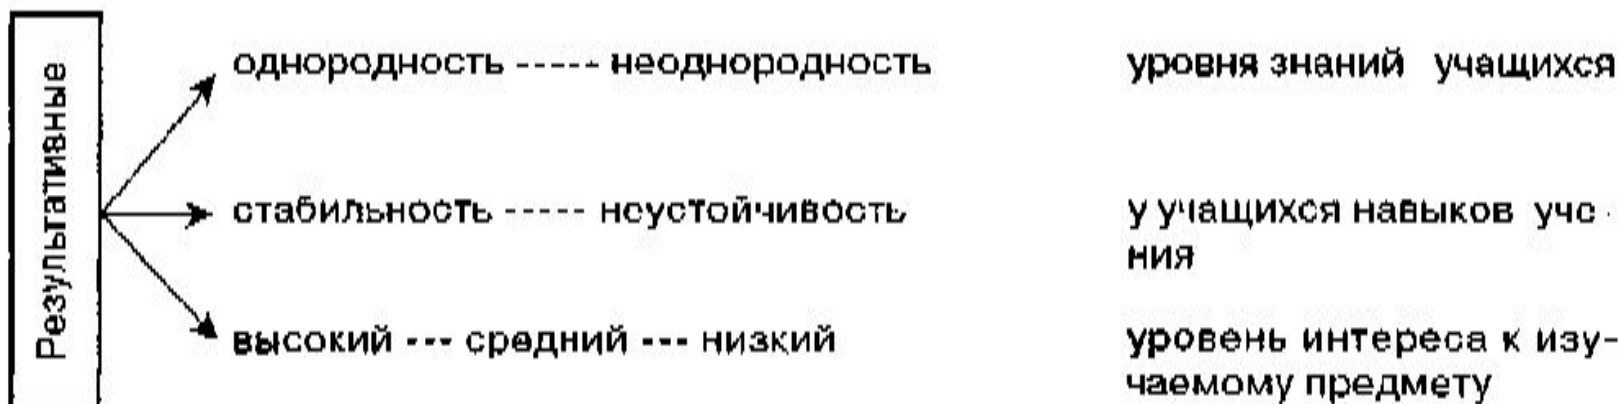 Результативные
однородность ----- неоднородность уровня знаний учащихся
стабильность ----- неустойчивость у учащихся навыков уче-
ния
высокий --- средний --- низкий уровень интереса к изу-
чаемому предмету